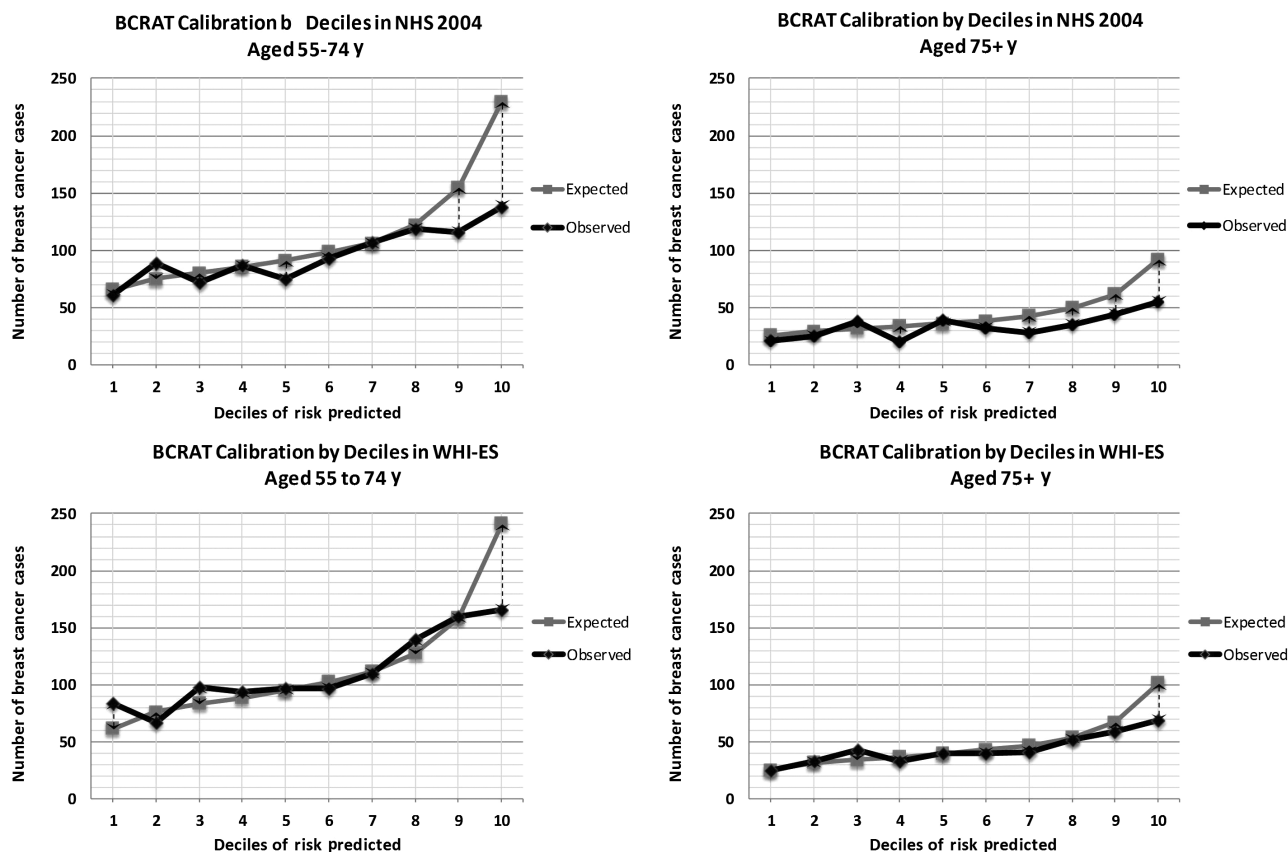 BCRAT Calibration b Deciles in NHS 2004
Aged 55-74 y
Number of breast cancer cases
250
200
150
100
50
0
1 2 3 4 5 6 7 8 9 10
Deciles of risk predicted
Expected
Observed
BCRAT Calibration by Deciles in NHS 2004
Aged 75+ y
Number of breast cancer cases
250
200
150
100
50
0
1 2 3 4 5 6 7 8 9 10
Deciles of risk predicted
Expected
Observed
BCRAT Calibration by Deciles in WHI-ES
Aged 55 to 74 y
Number of breast cancer cases
250
200
150
100
50
0
1 2 3 4 5 6 7 8 9 10
Deciles of risk predicted
Expected
Observed
BCRAT Calibration by Deciles in WHI-ES
Aged 75+ y
Number of breast cancer cases
250
200
150
100
50
0
1 2 3 4 5 6 7 8 9 10
Deciles of risk predicted
Expected
Observed